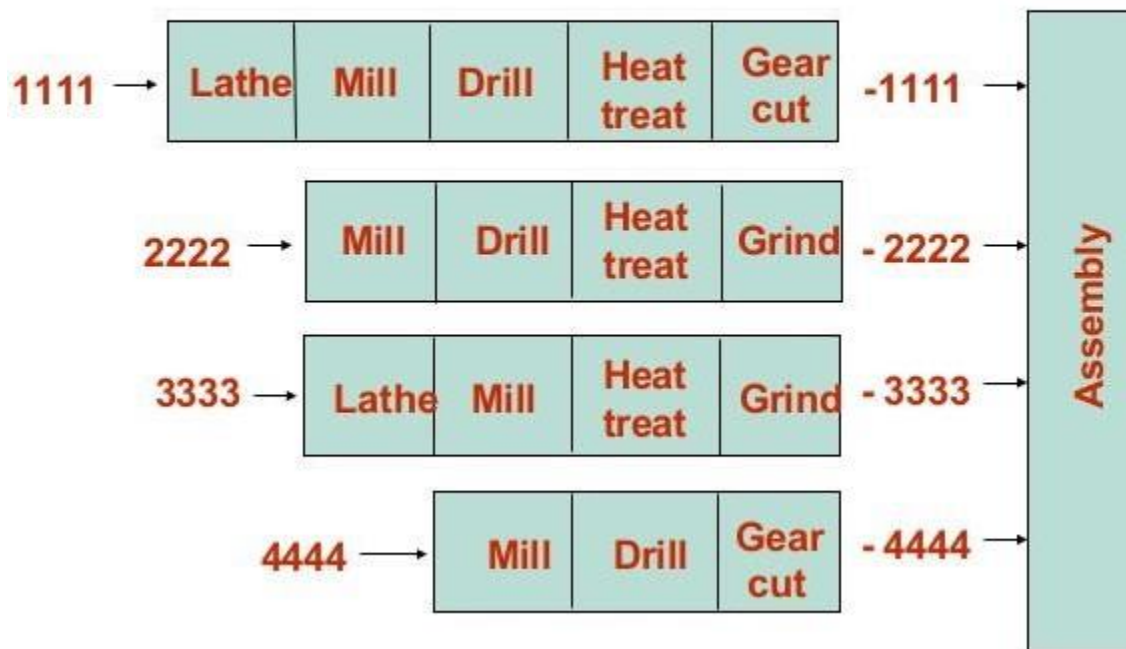 1111
Lathe
Mill
Drill
Heat
treat
Gear
cut
-1111
2222
Mill
Drill
Heat
treat
Grind
- 2222
3333
Lathe
Mill
Heat
treat
Grind
- 3333
4444
Mill
Drill
Gear
cut
- 4444
Assembly